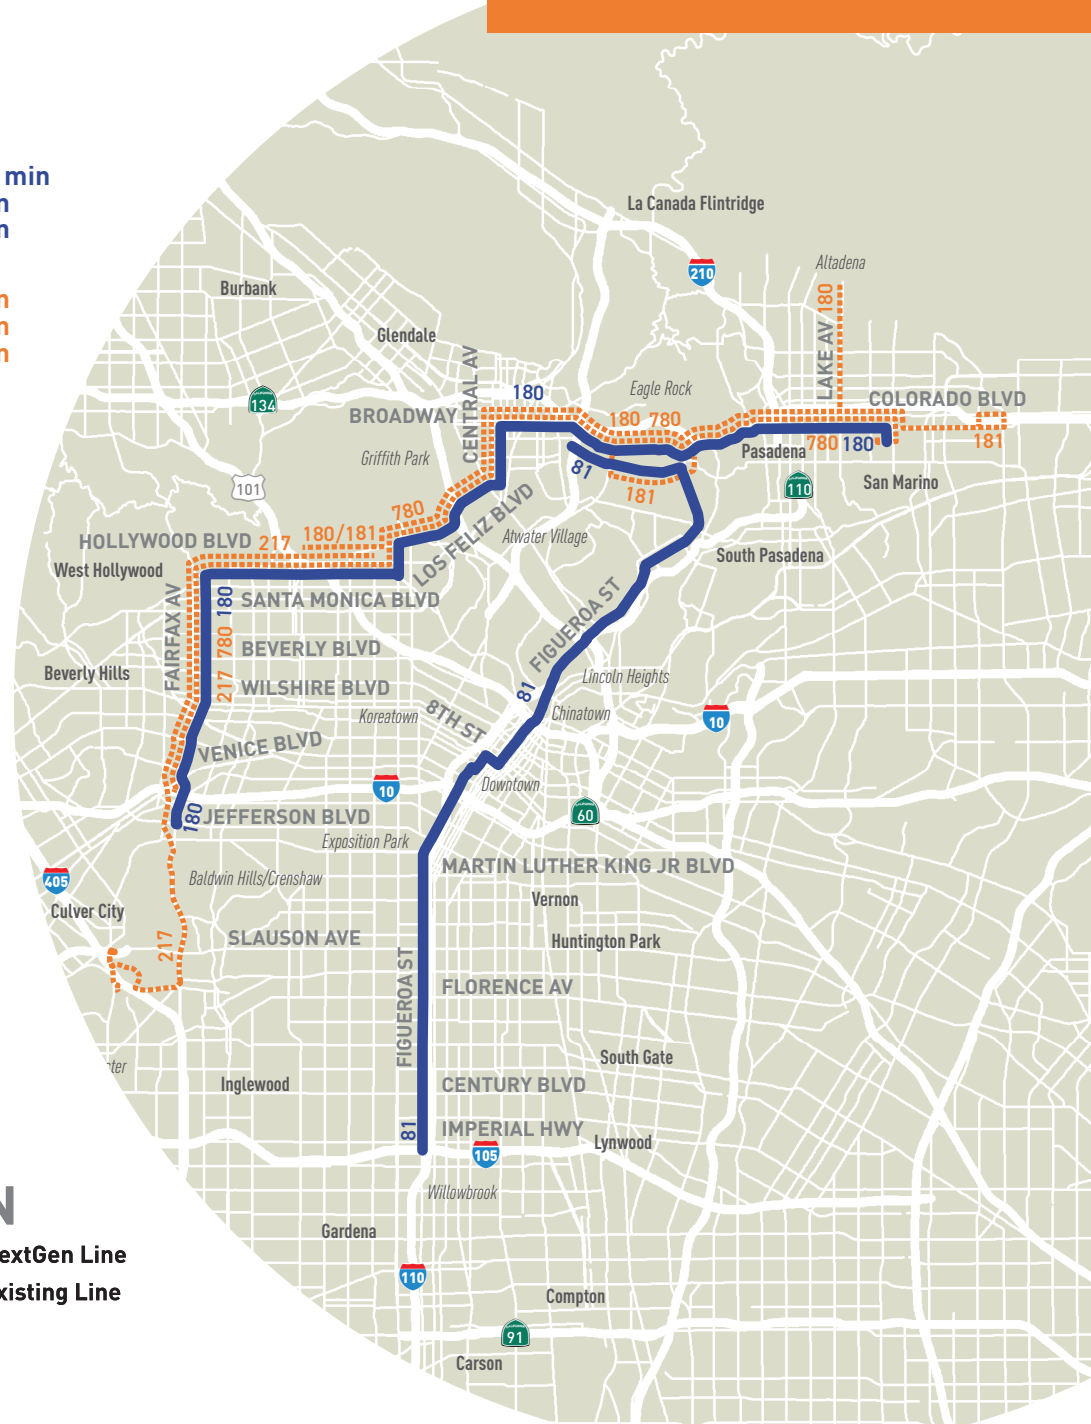 min
La Canada Flintridge
210
Altadena
Burbank
180
Glendale
LAKE AV
CENTRAL AV
180
Eagle Rock
134
BROADWAY
COLORADO BLVD
180 780
181
Pasadena
780
180
Griffith Park
81
101
181
110
San Marino
780
LOS FELIZ BLVD
HOLLYWOOD BLVD
217
180/181
Atwater Village
West Hollywood
South Pasadena
FAIRFAX AV
180
SANTA MONICA BLVD
FIGUEROA ST
780
BEVERLY BLVD
Beverly Hills
217
WILSHIRE BLVD
Lincoln Heights
81
Koreatown
8TH ST
Chinatown
10
VENICE BLVD
10
Downtown
180
JEFFERSON BLVD
60
Exposition Park
MARTIN LUTHER KING JR BLVD
405
Baldwin Hills/Crenshaw
Vernon
Culver City
217
SLAUSON AVE
Huntington Park
FIGUEROA ST
FLORENCE AV
South Gate
Inglewood
CENTURY BLVD
81
IMPERIAL HWY
Lynwood
105
Willowbrook
Gardena
extGen Line
110
xisting Line
Compton
91
Carson